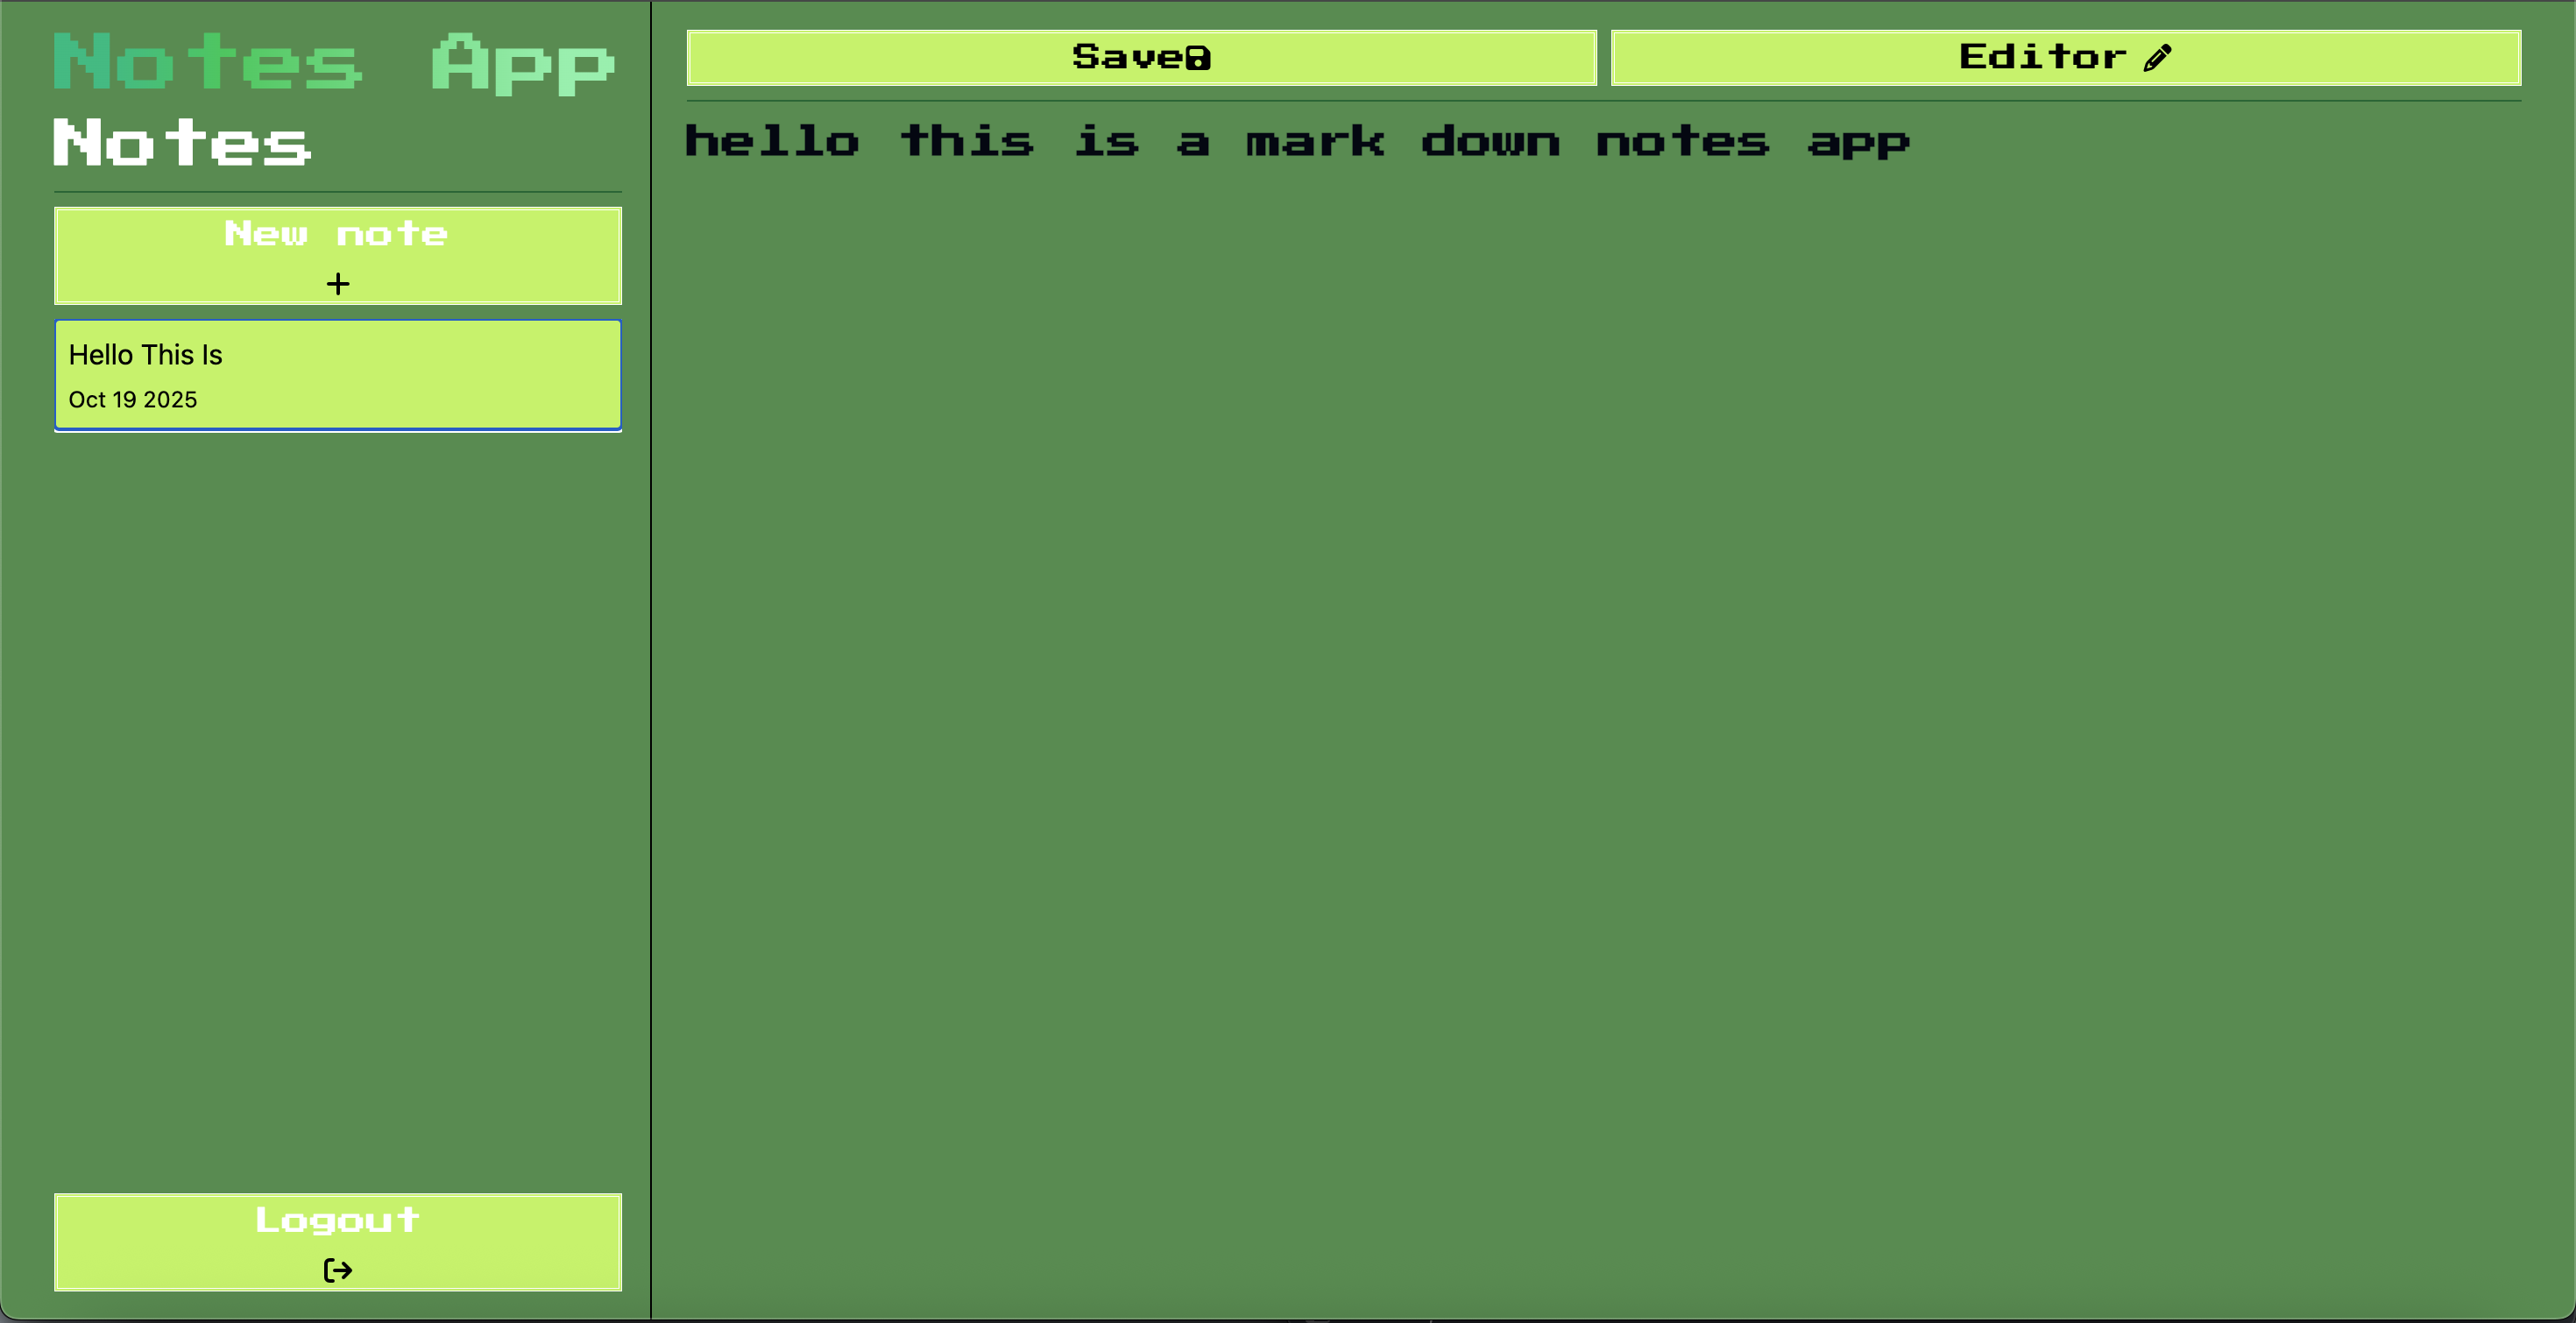 Notes App
Notes
New note
Hello This Is
Oct 19 2025
Logout
Save
Editor
hello this is a mark down notes app